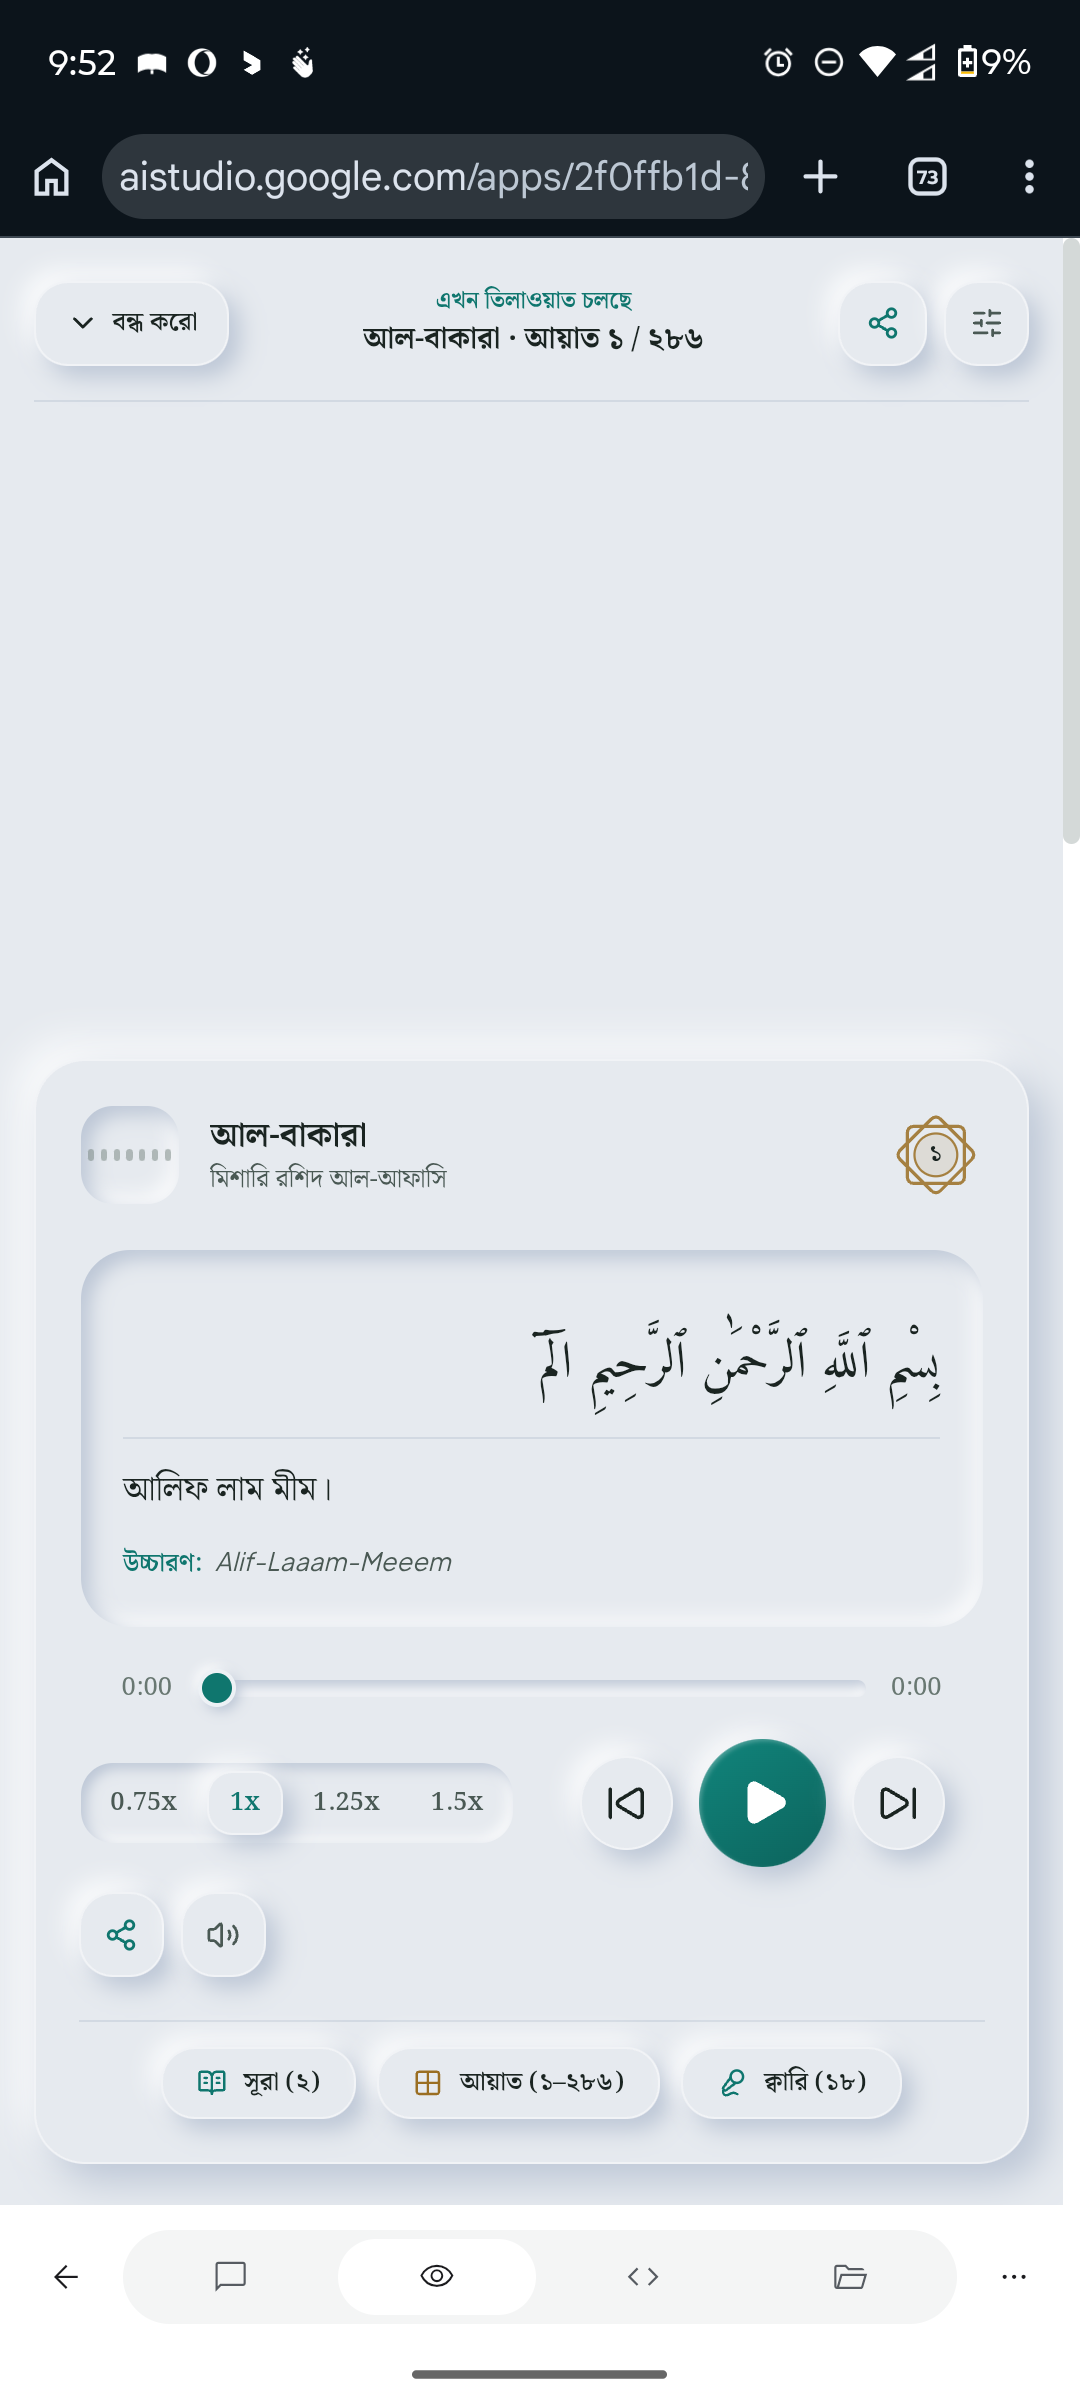 9:52
9%
aistudio.google.com/apps/2f0ffb1d-
73
বন্ধ করো
এখন তিলাওয়াত চলছে
আল-বাকারা · আয়াত ১ / ২৮৬
আল-বাকারা
মিশারি রশিদ আল-আফাসি
১
بِسْمِ ٱللَّهِ ٱلرَّحْمَٰنِ ٱلرَّحِيمِ الٓمٓ
আলিফ লাম মীম।
উচ্চারণ: Alif-Laaam-Meeem
0:00
0:00
0.75x 1x 1.25x 1.5x
সূরা (২)
আয়াত (১–২৮৬)
ক্বারি (১৮)